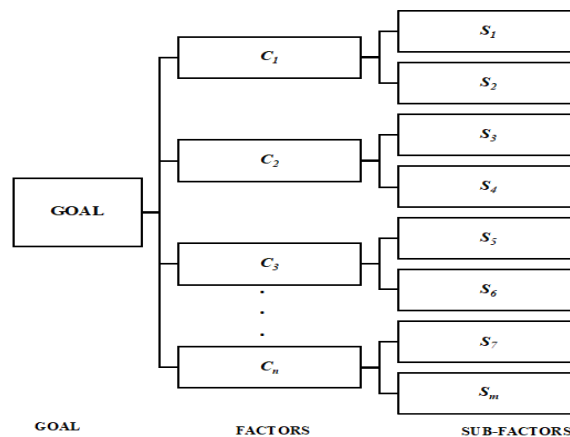 GOAL
C1
C2
C3
.
.
.
Cn
S1
S2
S3
S4
S5
S6
S7
Sm
GOAL
FACTORS
SUB-FACTORS